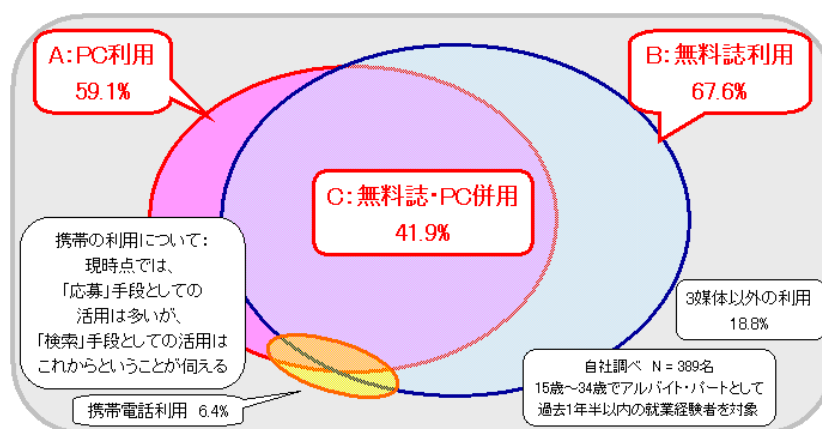 A:PC利用
59.1%
B:無料誌利用
67.6%
C:無料誌・PC併用
41.9%
携帯の利用について:
現時点では、
「応募」手段としての
活用は多いが、
「検索」手段としての活用は
これからということが伺える
3媒体以外の利用
18.8%
携帯電話利用 6.4%
自社調べ N=389名
15歳～34歳でアルバイト・パートとして
過去1年半以内の就業経験者を対象